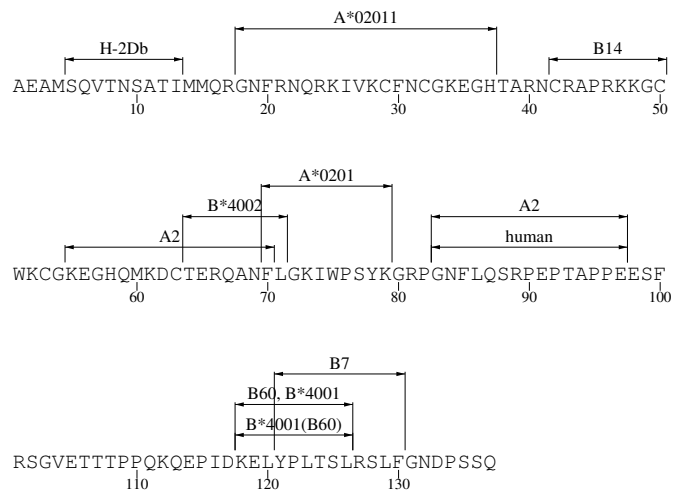 A*02011
H-2Db B14
AEAMSQVTNSATIMMQRGNFRNQRKIVKCFNCGKEGHTARNCRAPRKKGC
10 20 30 40 50
A*0201
B*4002 A2
A2 human
WKCGKEGHQMKDCTERQANFLGKIWPSYKGRPGNFLQSRPEPTAPPEESF
60 70 80 90 100
B7
B60, B*4001
B*4001(B60)
RSGVETTTPPQKQEPIDKELYPLTSLRSLFGNDPSSQ
110 120 130